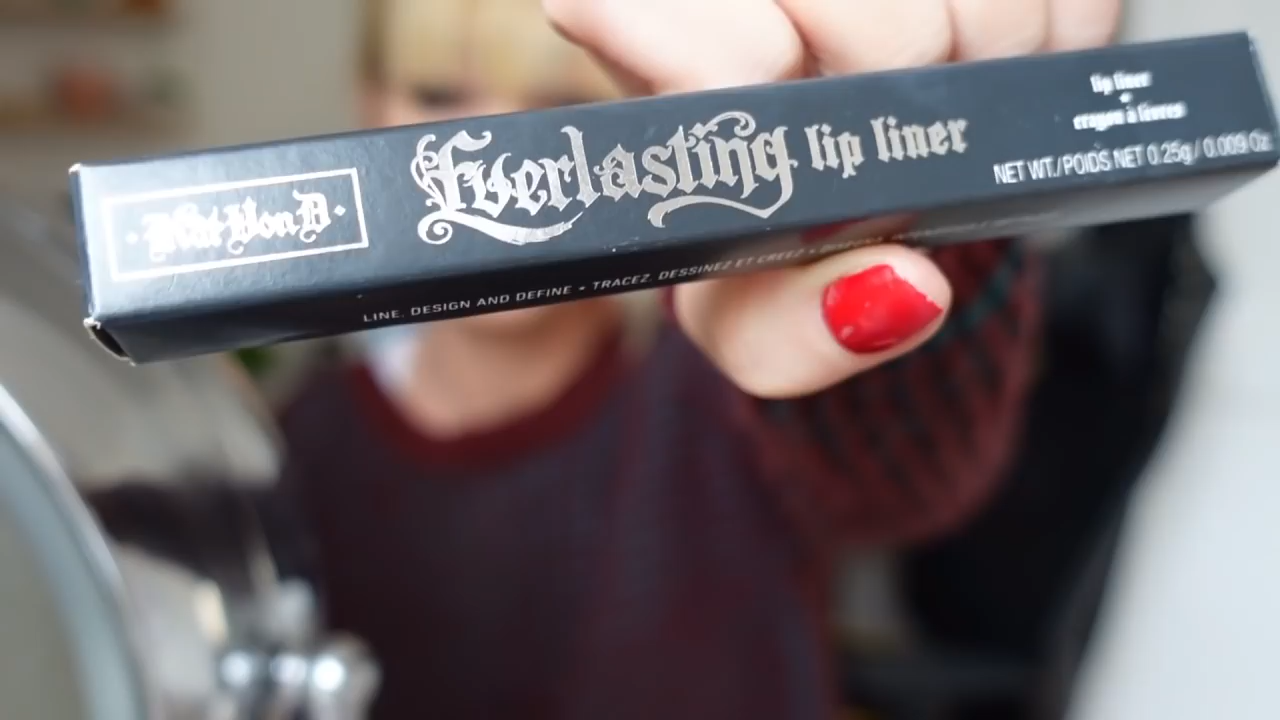 Kat Von D
Everlasting lip liner
lip liner
crayon à lèvres
NET WT./POIDS NET 0.25g / 0.009 Oz
LINE, DESIGN AND DEFINE • TRACEZ, DESSINEZ ET CRÉEZ •